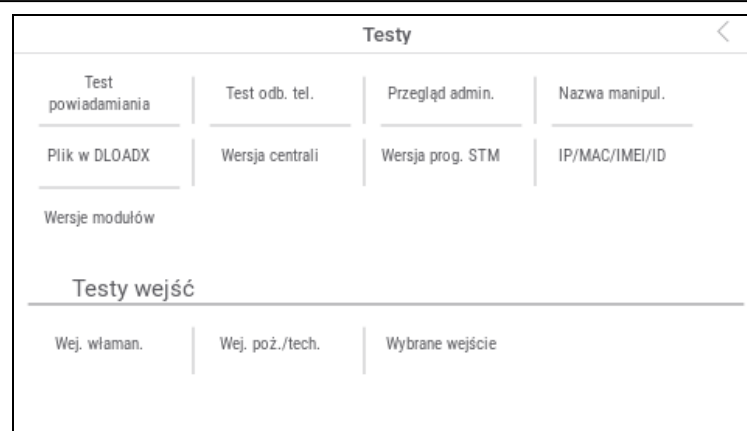 Testy
Test
powiadamiania
Test odb. tel.
Przegląd admin.
Nazwa manipul.
Plik w DLOADX
Wersja centrali
Wersja prog. STM
IP/MAC/IMEI/ID
Wersje modułów
Testy wejść
Wej. właman.
Wej. poż./tech.
Wybrane wejście